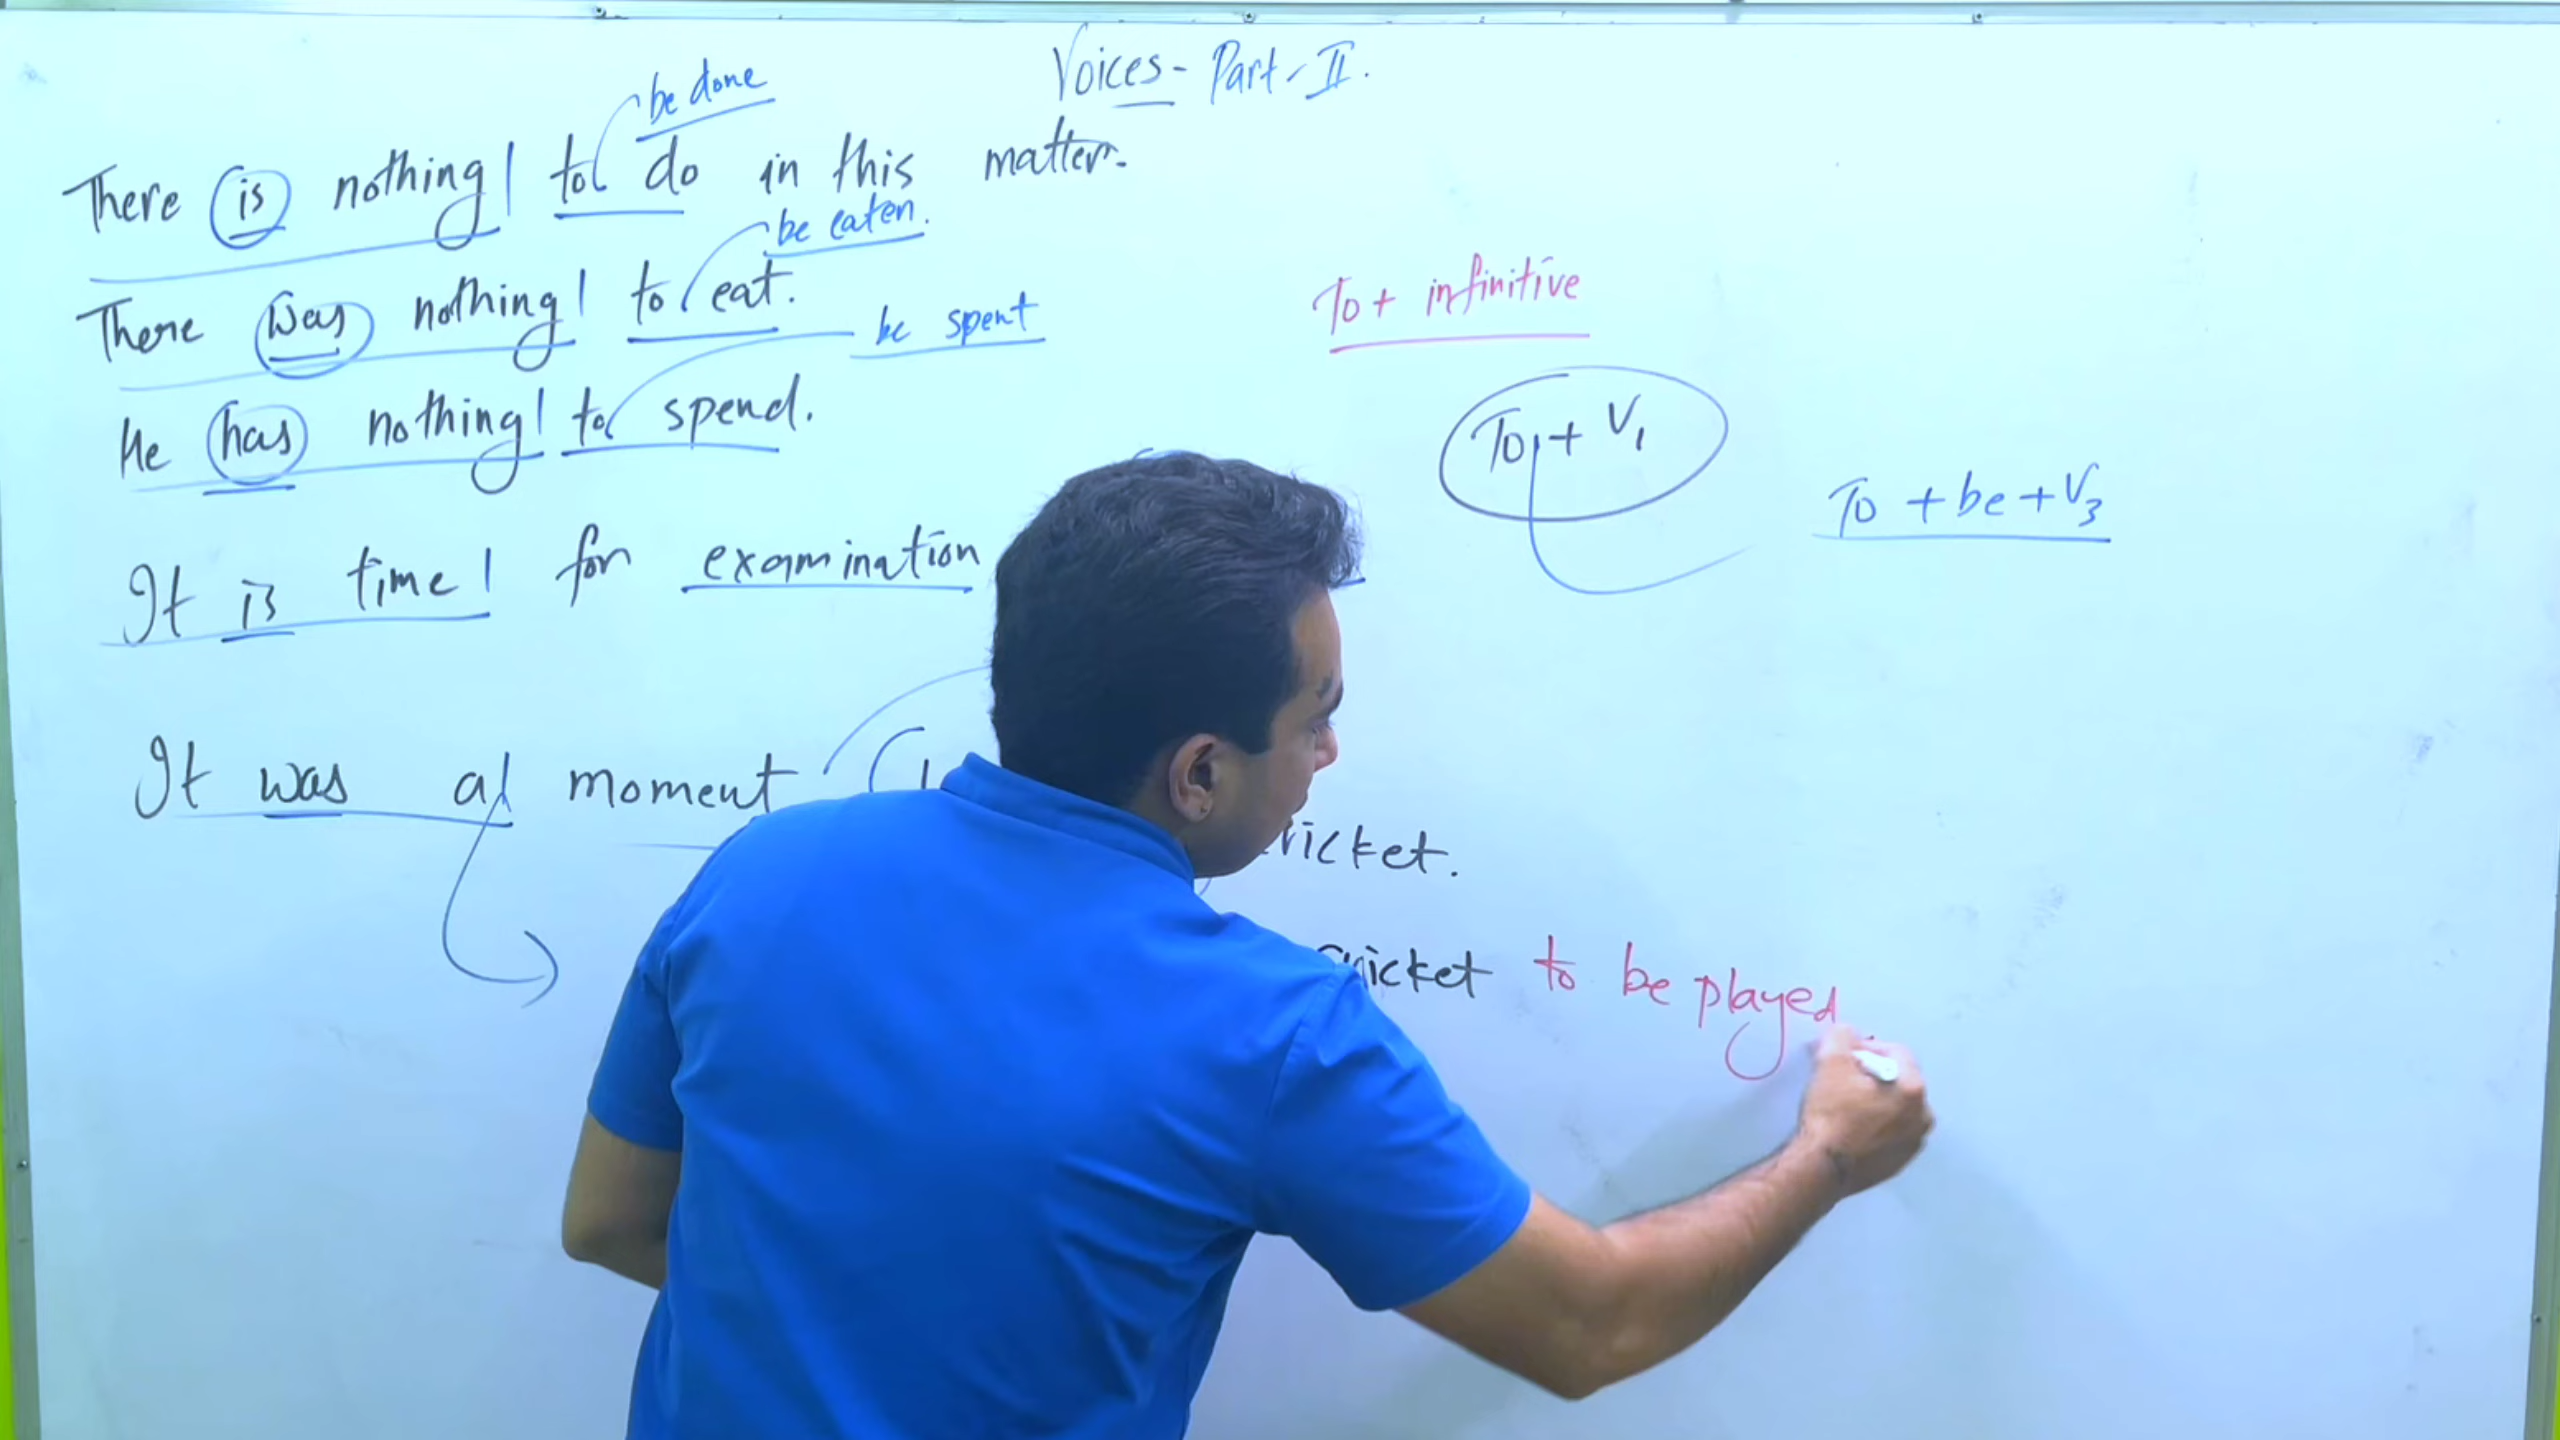 Voices - Part - II.
be done
There is nothing to do in this matter.
be eaten.
There was nothing to eat.
be spent
He has nothing to spend.
It is time for examination
It was a moment
To + infinitive
To + V1
To + be + V3
cricket.
cricket to be played